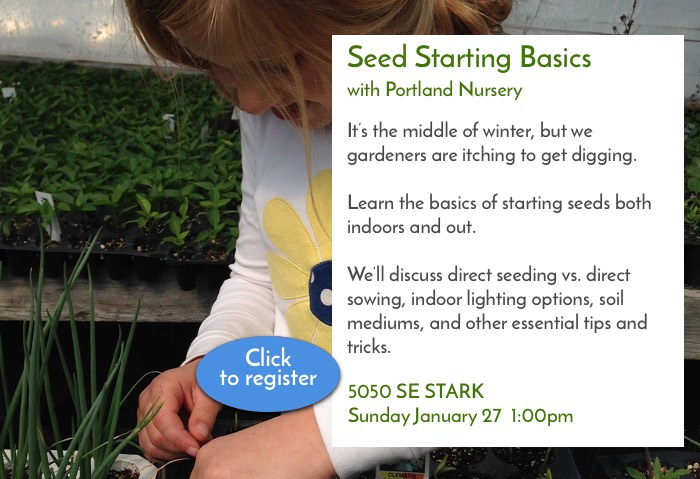 Seed Starting Basics
with Portland Nursery
It's the middle of winter, but we
gardeners are itching to get digging.
Learn the basics of starting seeds both
indoors and out.
We'll discuss direct seeding vs. direct
sowing, indoor lighting options, soil
mediums, and other essential tips and
tricks.
Click
to register
5050 SE STARK
Sunday January 27 1:00pm
CLEMATIS